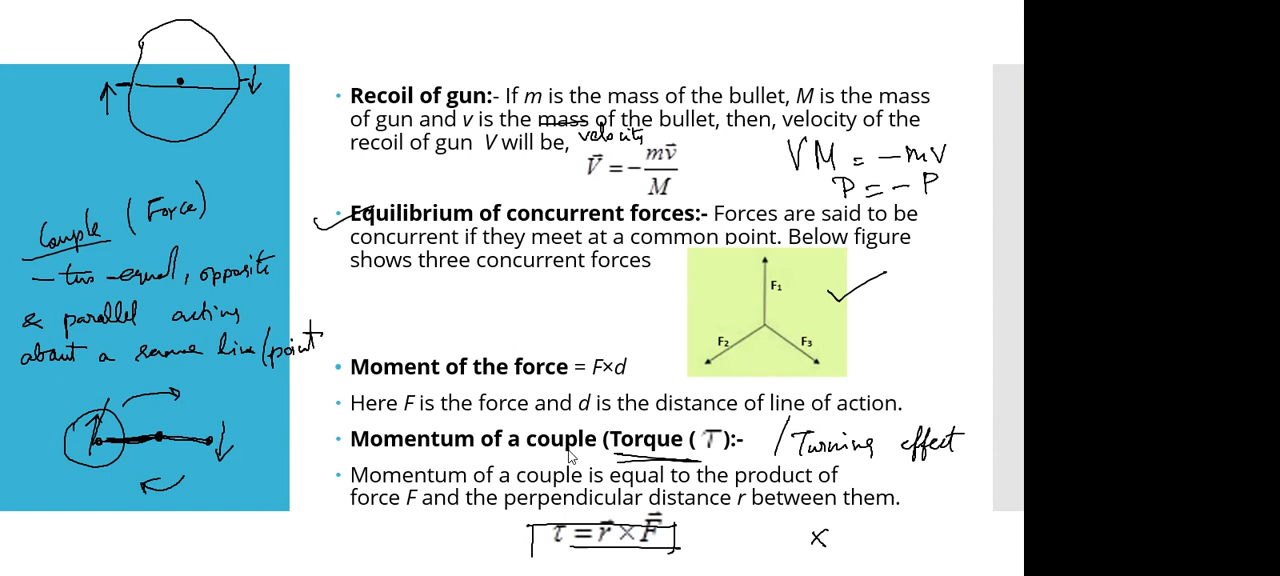 • Recoil of gun:- If m is the mass of the bullet, M is the mass
of gun and v is the mass of the bullet, then, velocity of the
velocity
recoil of gun V will be,
V⃗ = - mv⃗ / M
VM = -mv
P = - P
• Equilibrium of concurrent forces:- Forces are said to be
concurrent if they meet at a common point. Below figure
shows three concurrent forces
F₁
F₂
F₃
• Moment of the force = F×d
• Here F is the force and d is the distance of line of action.
• Momentum of a couple (Torque ( T ):- / Turning effect
• Momentum of a couple is equal to the product of
force F and the perpendicular distance r between them.
τ = r⃗ × F⃗
x
Couple (Force)
- two equal, opposite
& parallel acting
about a same line/point